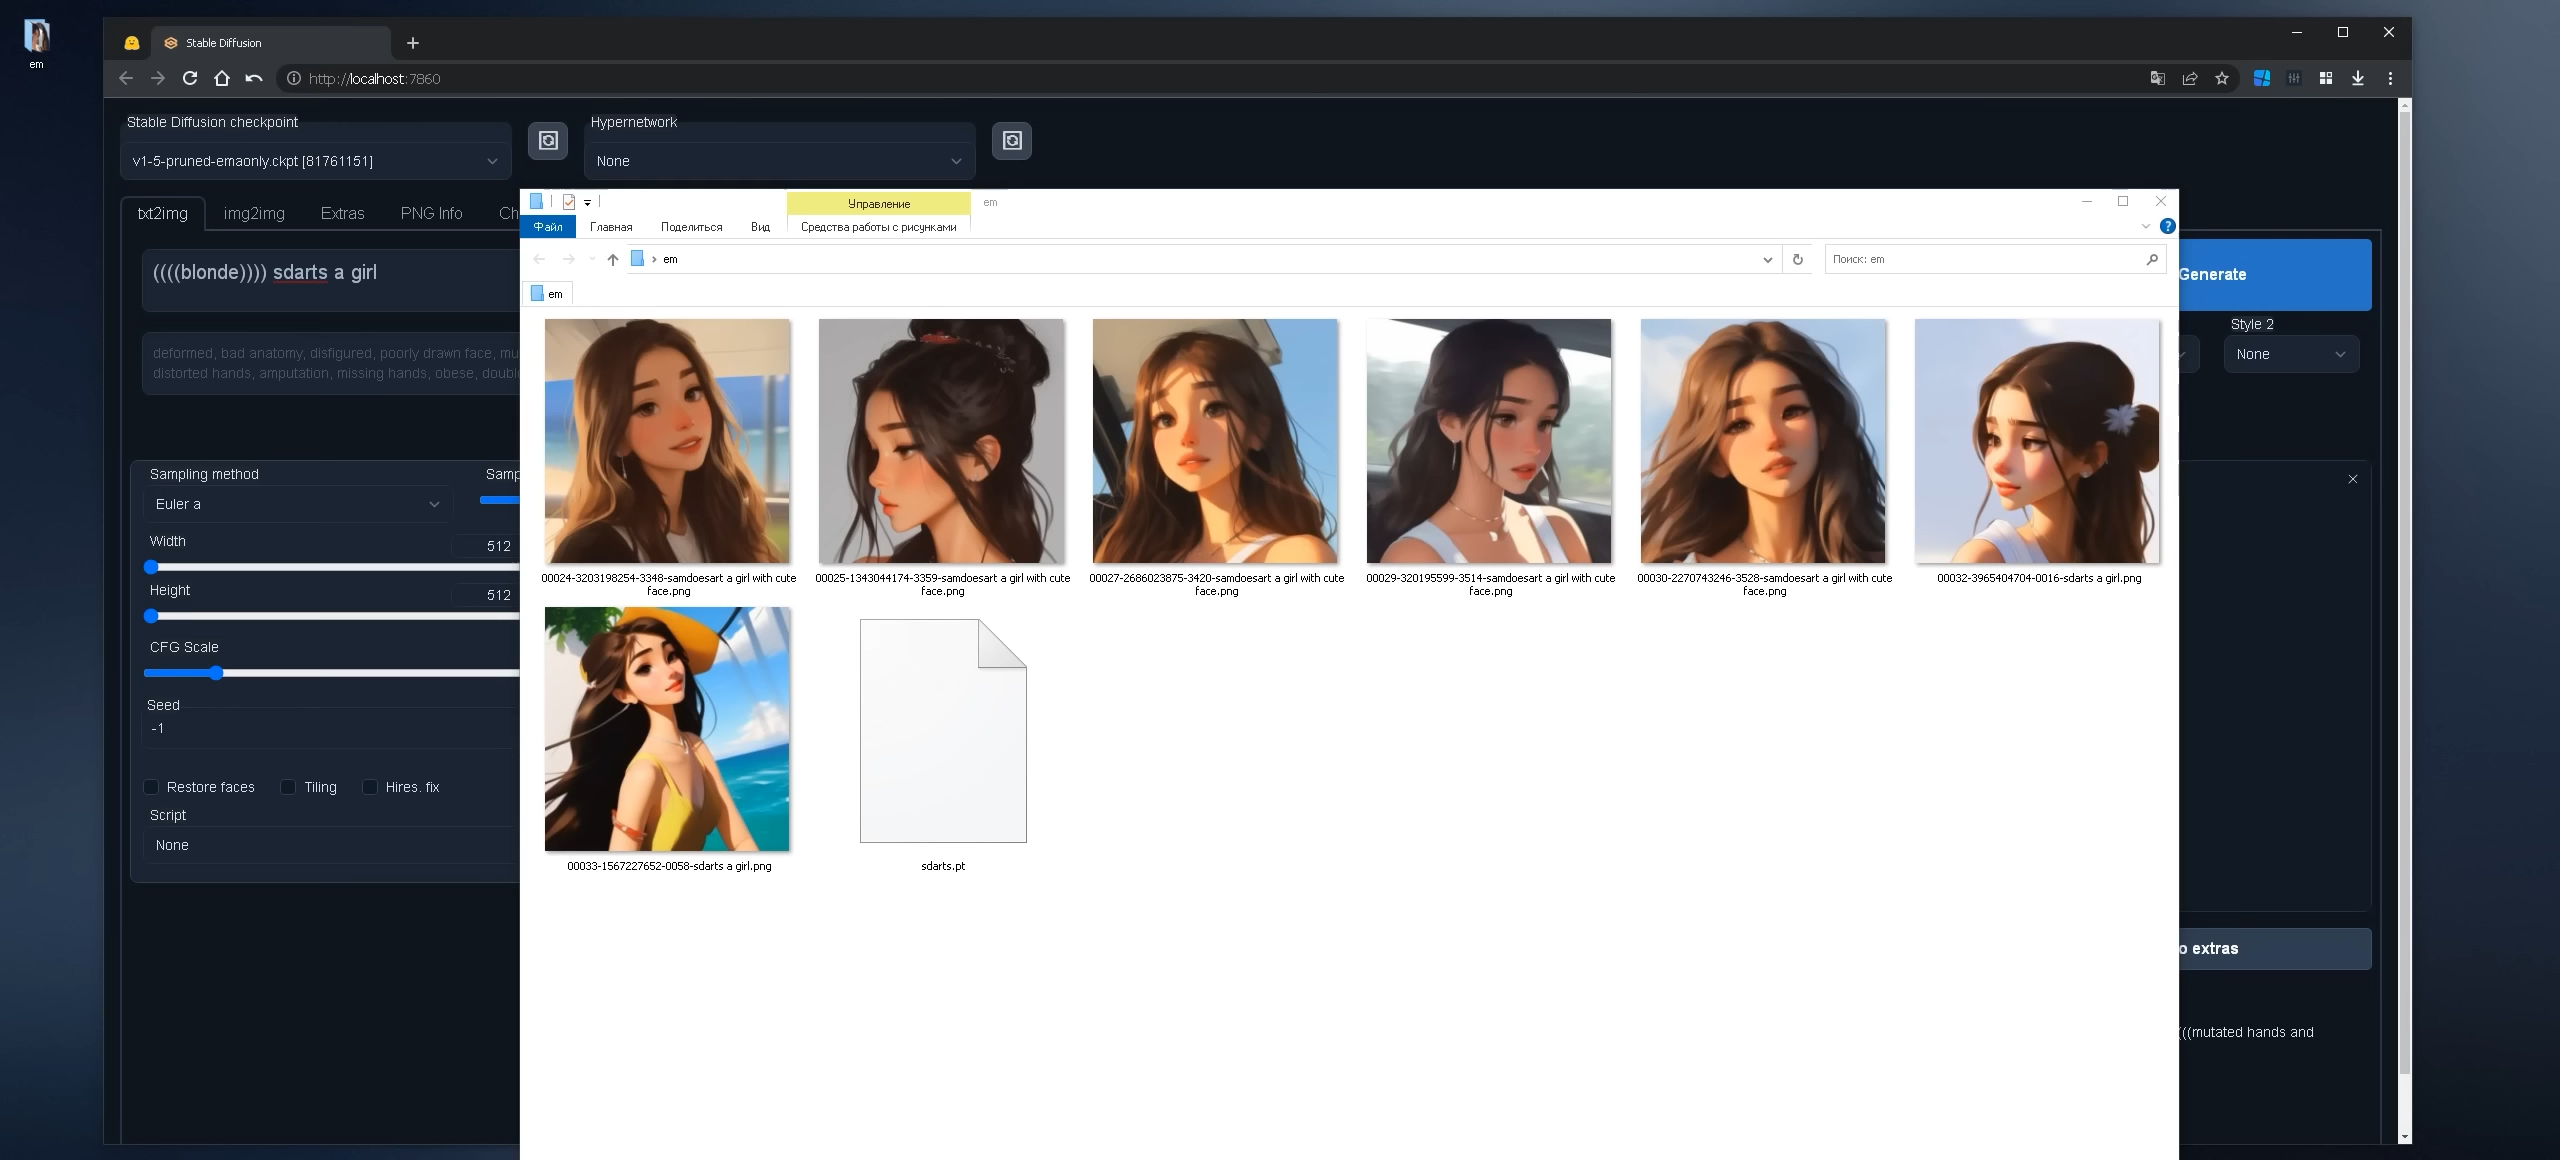 em
Stable Diffusion
http://localhost:7860
Stable Diffusion checkpoint
v1-5-pruned-emaonly.ckpt [81761151]
Hypernetwork
None
txt2img
img2img
Extras
PNG Info
Ch
((((blonde)))) sdarts a girl
deformed, bad anatomy, disfigured, poorly drawn face, mu
distorted hands, amputation, missing hands, obese, doubl
Generate
Style 2
None
Sampling method
Samp
Euler a
Width
512
Height
512
CFG Scale
Seed
-1
Restore faces
Tiling
Hires. fix
Script
None
o extras
(((mutated hands and
Управление
em
Файл
Главная
Поделиться
Вид
Средства работы с рисунками
em
Поиск: em
em
00024-3203198254-3348-samdoesart a girl with cute
face.png
00025-1343044174-3359-samdoesart a girl with cute
face.png
00027-2686023875-3420-samdoesart a girl with cute
face.png
00029-320195599-3514-samdoesart a girl with cute
face.png
00030-2270743246-3528-samdoesart a girl with cute
face.png
00032-3965404704-0016-sdarts a girl.png
00033-1567227652-0058-sdarts a girl.png
sdarts.pt